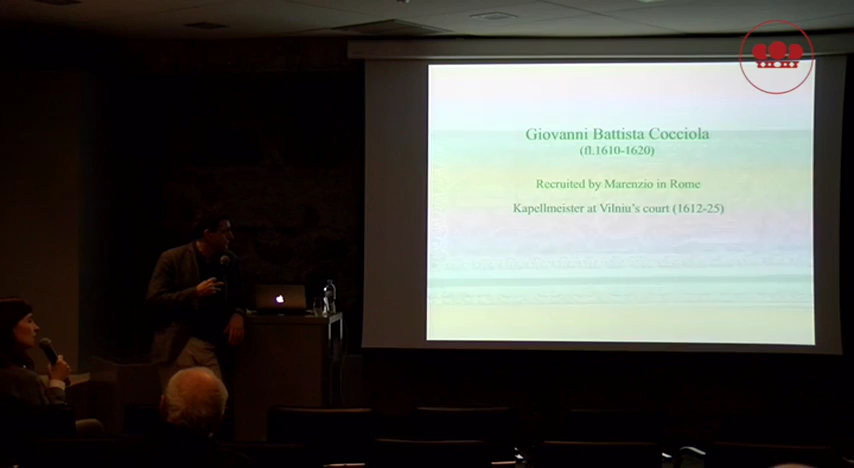 Giovanni Battista Cocciola
(fl.1610-1620)
Recruited by Marenzio in Rome
Kapellmeister at Vilniu's court (1612-25)